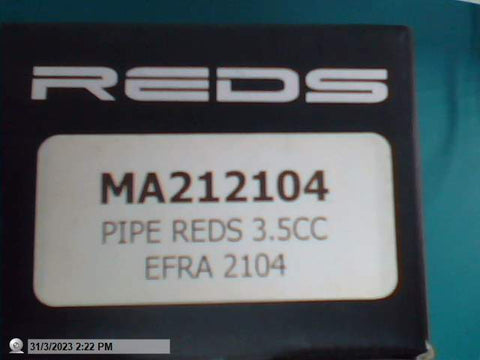 REDS
MA212104
PIPE REDS 3.5CC
EFRA 2104
31/3/2023 2:22 PM